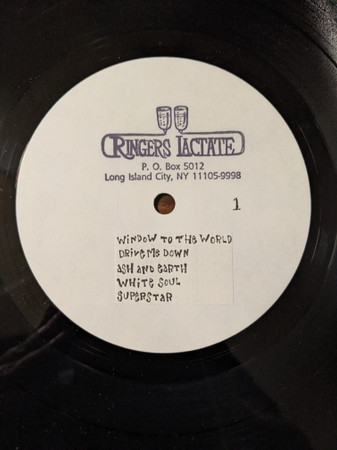 RINGERS LACTATE
P. O. Box 5012
Long Island City, NY 11105-9998
1
WINDOW TO THE WORLD
DRIVE ME DOWN
ASH AND EARTH
WHITE SOUL
SUPERSTAR